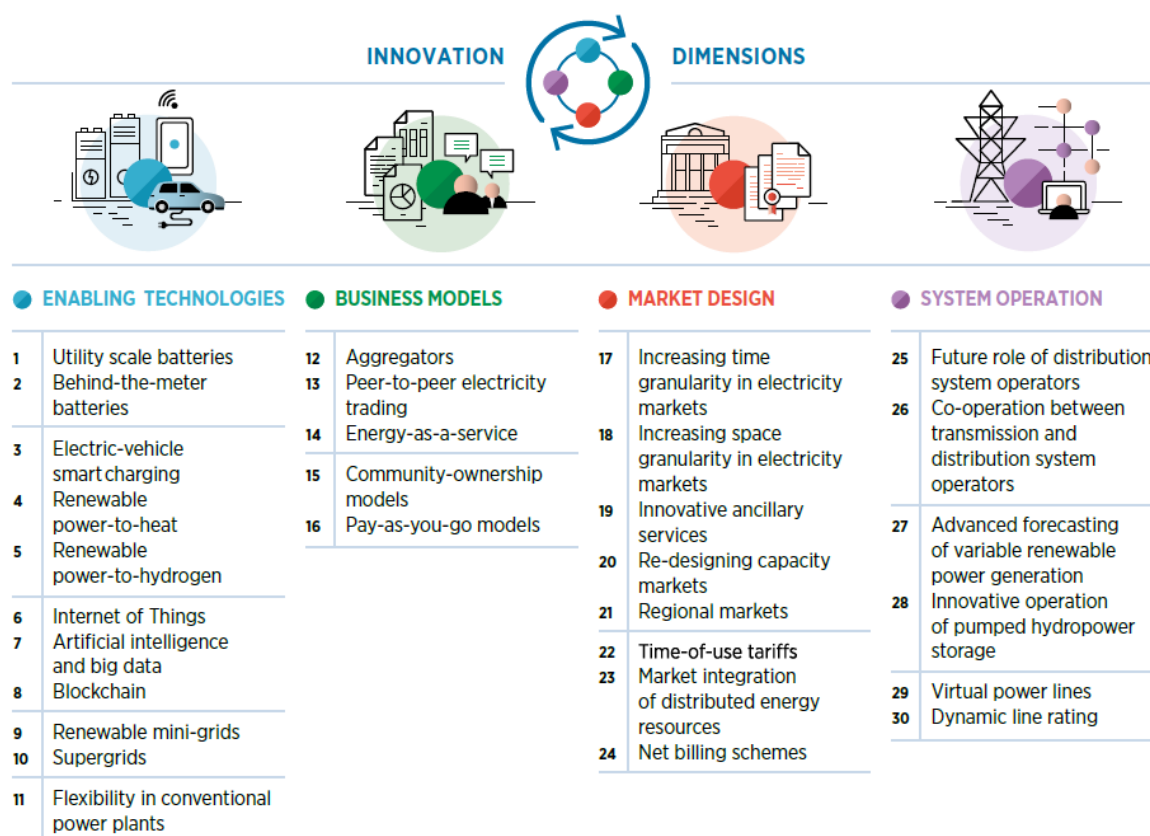 INNOVATION DIMENSIONS
ENABLING TECHNOLOGIES
1 Utility scale batteries
2 Behind-the-meter
batteries
3 Electric-vehicle
smart charging
4 Renewable
power-to-heat
5 Renewable
power-to-hydrogen
6 Internet of Things
7 Artificial intelligence
and big data
8 Blockchain
9 Renewable mini-grids
10 Supergrids
11 Flexibility in conventional
power plants
BUSINESS MODELS
12 Aggregators
13 Peer-to-peer electricity
trading
14 Energy-as-a-service
15 Community-ownership
models
16 Pay-as-you-go models
MARKET DESIGN
17 Increasing time
granularity in electricity
markets
18 Increasing space
granularity in electricity
markets
19 Innovative ancillary
services
20 Re-designing capacity
markets
21 Regional markets
22 Time-of-use tariffs
23 Market integration
of distributed energy
resources
24 Net billing schemes
SYSTEM OPERATION
25 Future role of distribution
system operators
26 Co-operation between
transmission and
distribution system
operators
27 Advanced forecasting
of variable renewable
power generation
28 Innovative operation
of pumped hydropower
storage
29 Virtual power lines
30 Dynamic line rating